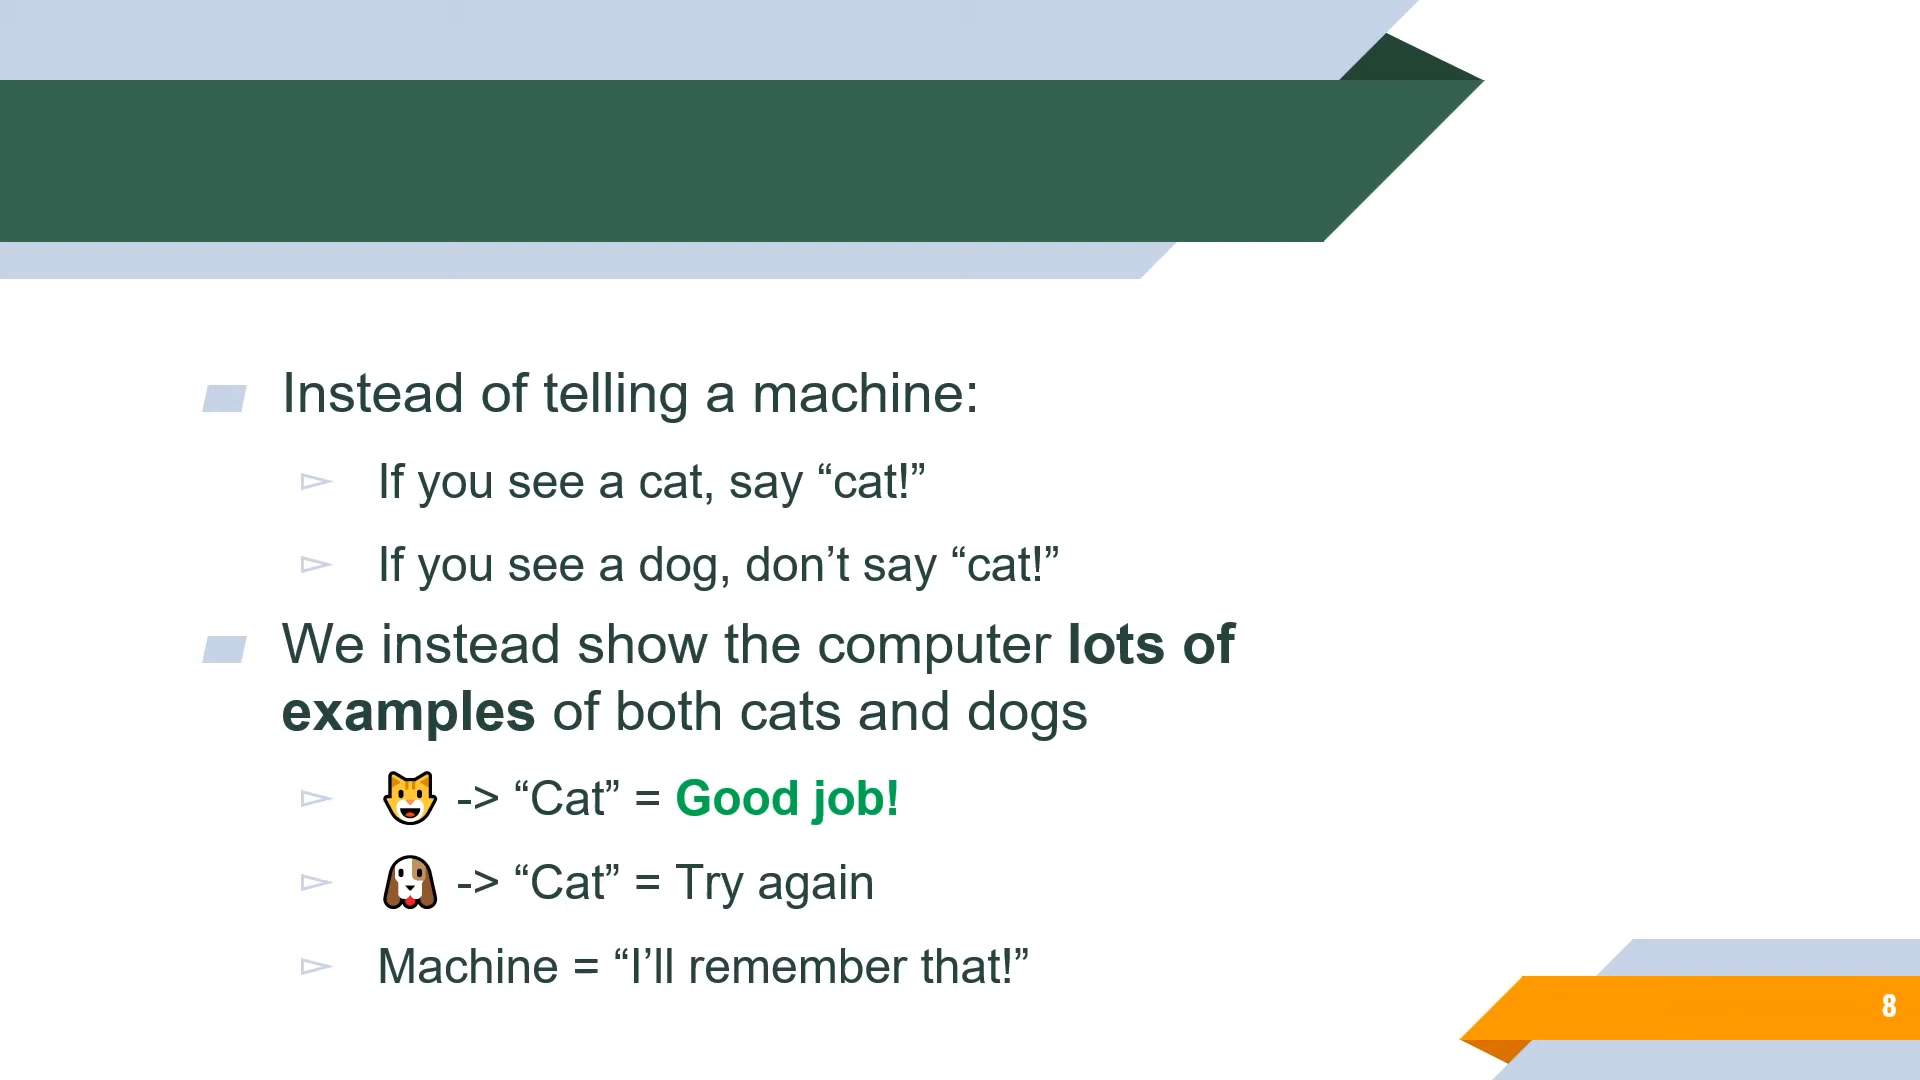 Instead of telling a machine:
If you see a cat, say “cat!”
If you see a dog, don’t say “cat!”
We instead show the computer lots of
examples of both cats and dogs
-> “Cat” = Good job!
-> “Cat” = Try again
Machine = “I’ll remember that!”
8